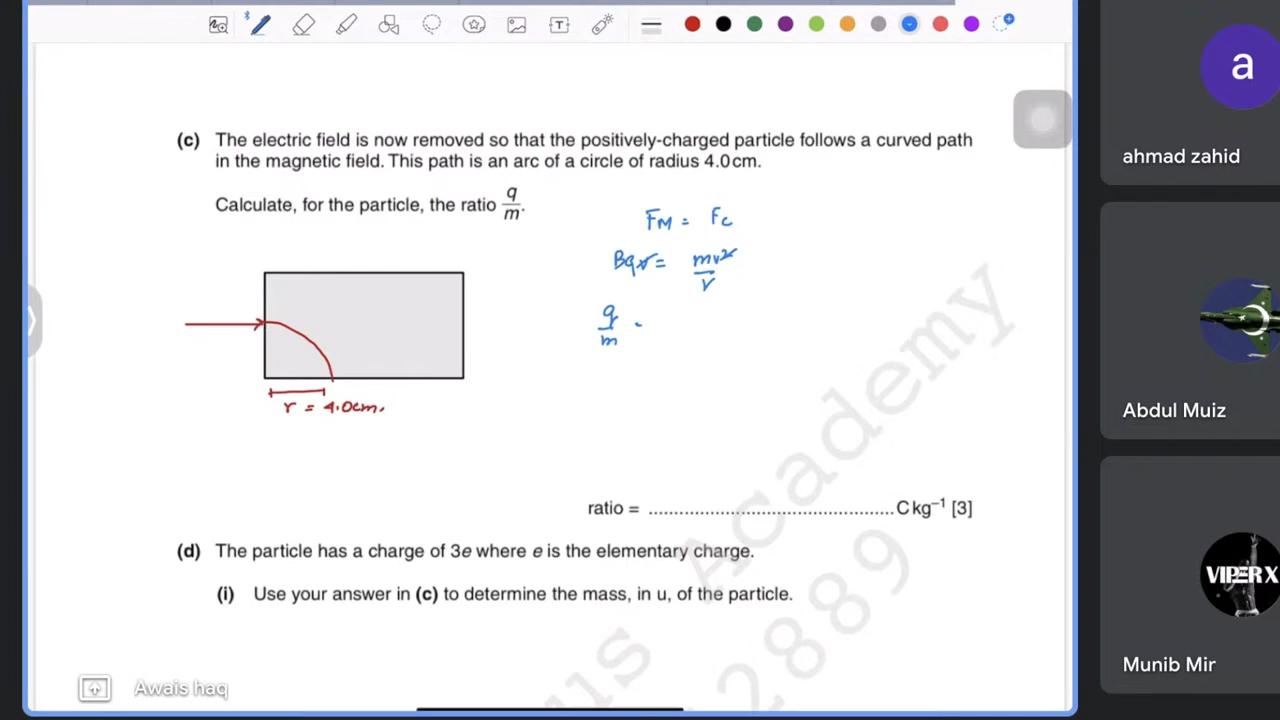 (c) The electric field is now removed so that the positively-charged particle follows a curved path
in the magnetic field. This path is an arc of a circle of radius 4.0 cm.
Calculate, for the particle, the ratio q/m.
FM = Fc
Bqv = mv²/r
q/m =
r = 4.0cm.
ratio = ................................................ C kg⁻¹ [3]
(d) The particle has a charge of 3e where e is the elementary charge.
(i) Use your answer in (c) to determine the mass, in u, of the particle.
Academy
2889
us
T
a
ahmad zahid
Abdul Muiz
VIPER X
Munib Mir
Awais haq